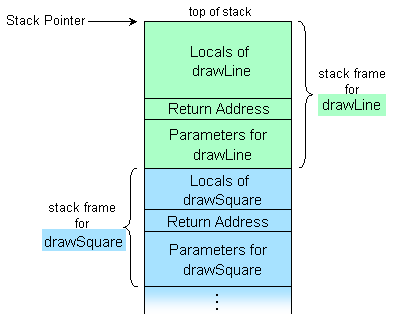 top of stack
Stack Pointer
Locals of
drawLine
stack frame
for
drawLine
Return Address
Parameters for
drawLine
Locals of
drawSquare
stack frame
for
drawSquare
Return Address
Parameters for
drawSquare
⋮